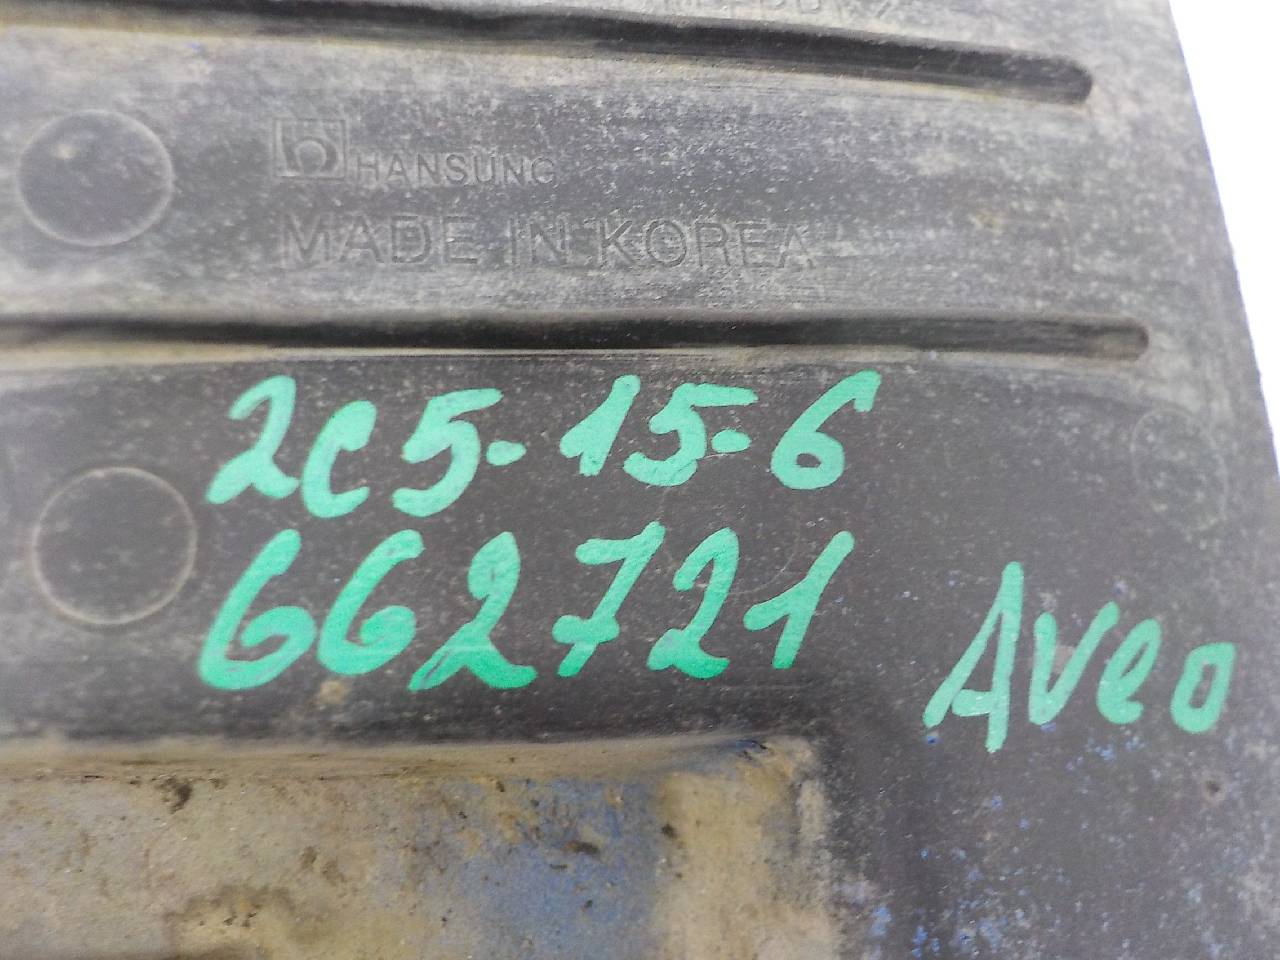 HANSUNG
MADE IN KOREA
2C5-15-6
662721
Aveo